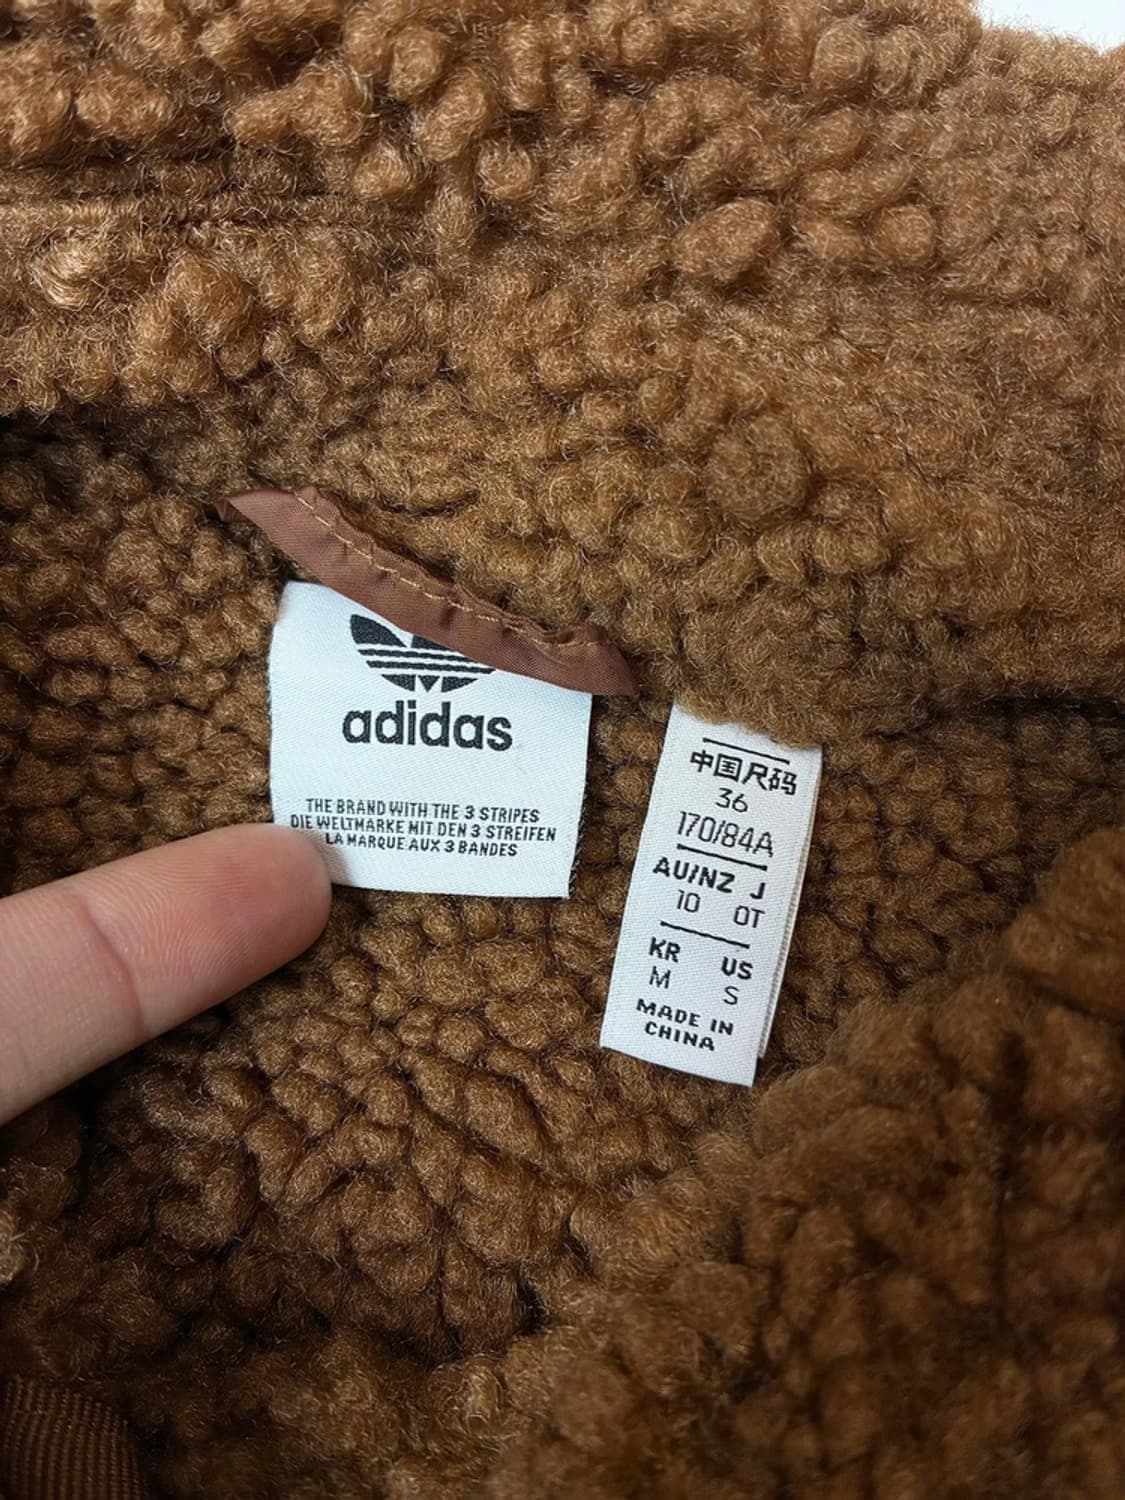 adidas
THE BRAND WITH THE 3 STRIPES
DIE WELTMARKE MIT DEN 3 STREIFEN
LA MARQUE AUX 3 BANDES
中国尺码
36
170/84A
AU/NZ J
10 OT
KR US
M S
MADE IN
CHINA